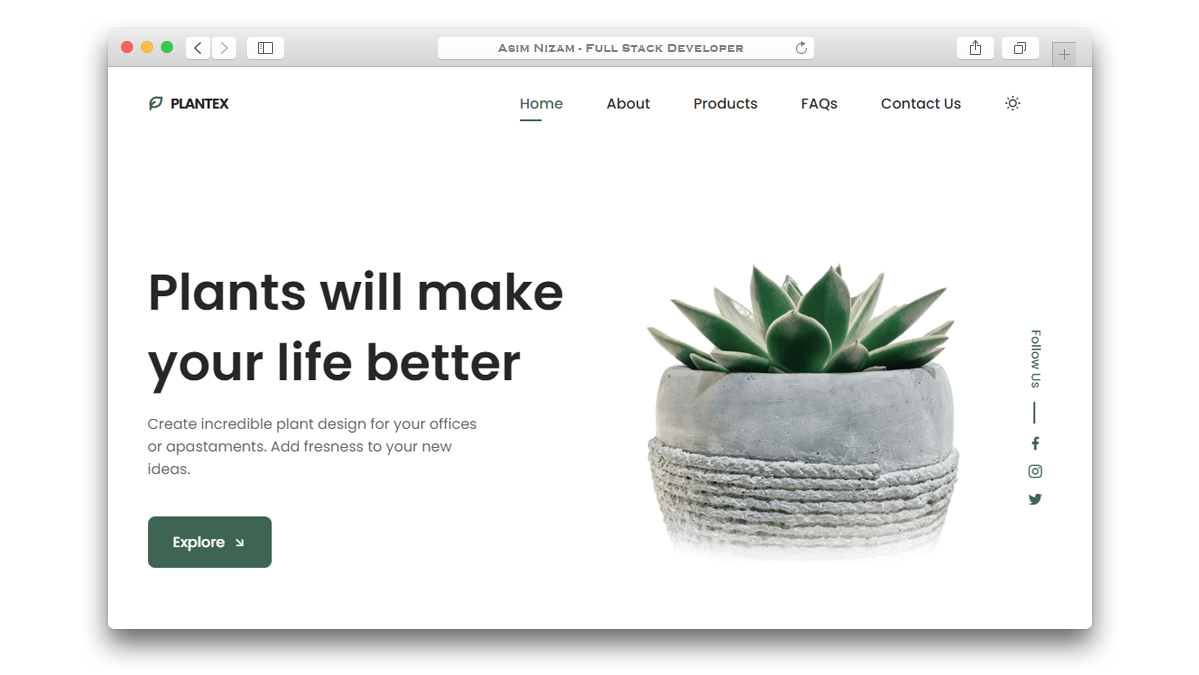 Asim Nizam - Full Stack Developer
PLANTEX
Home About Products FAQs Contact Us
Plants will make
your life better
Create incredible plant design for your offices
or apastaments. Add fresness to your new
ideas.
Explore
Follow Us